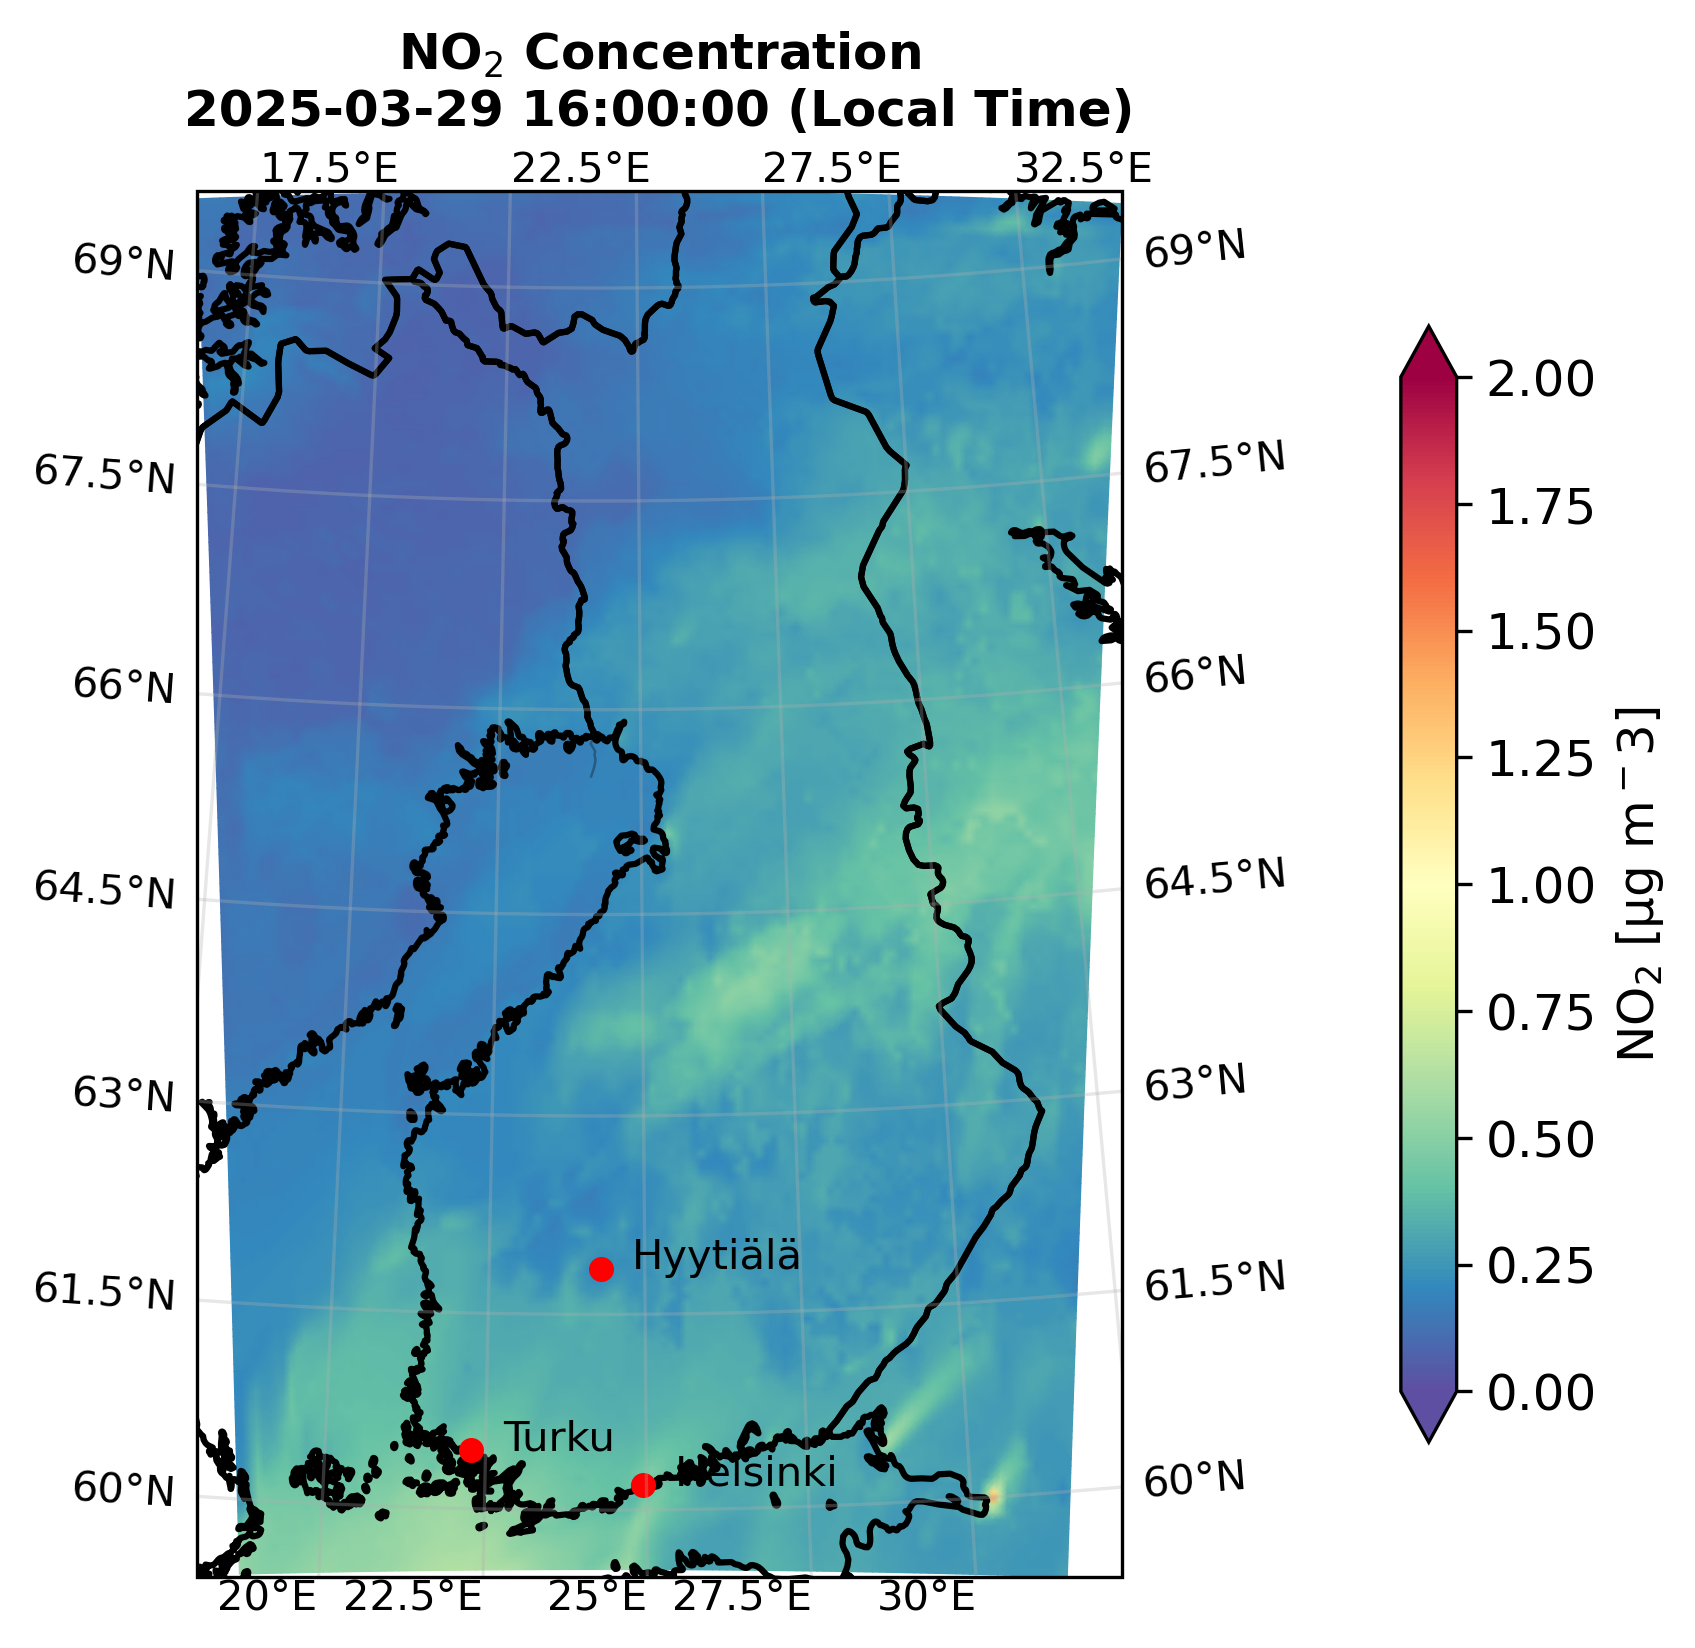 NO₂ Concentration
2025-03-29 16:00:00 (Local Time)
17.5°E 22.5°E 27.5°E 32.5°E
69°N 69°N
67.5°N 67.5°N
66°N 66°N
64.5°N 64.5°N
63°N 63°N
61.5°N 61.5°N
60°N 60°N
Hyytiälä
Turku
Helsinki
20°E 22.5°E 25°E 27.5°E 30°E
2.00
1.75
1.50
1.25
1.00
0.75
0.50
0.25
0.00
NO₂ [µg m⁻3]